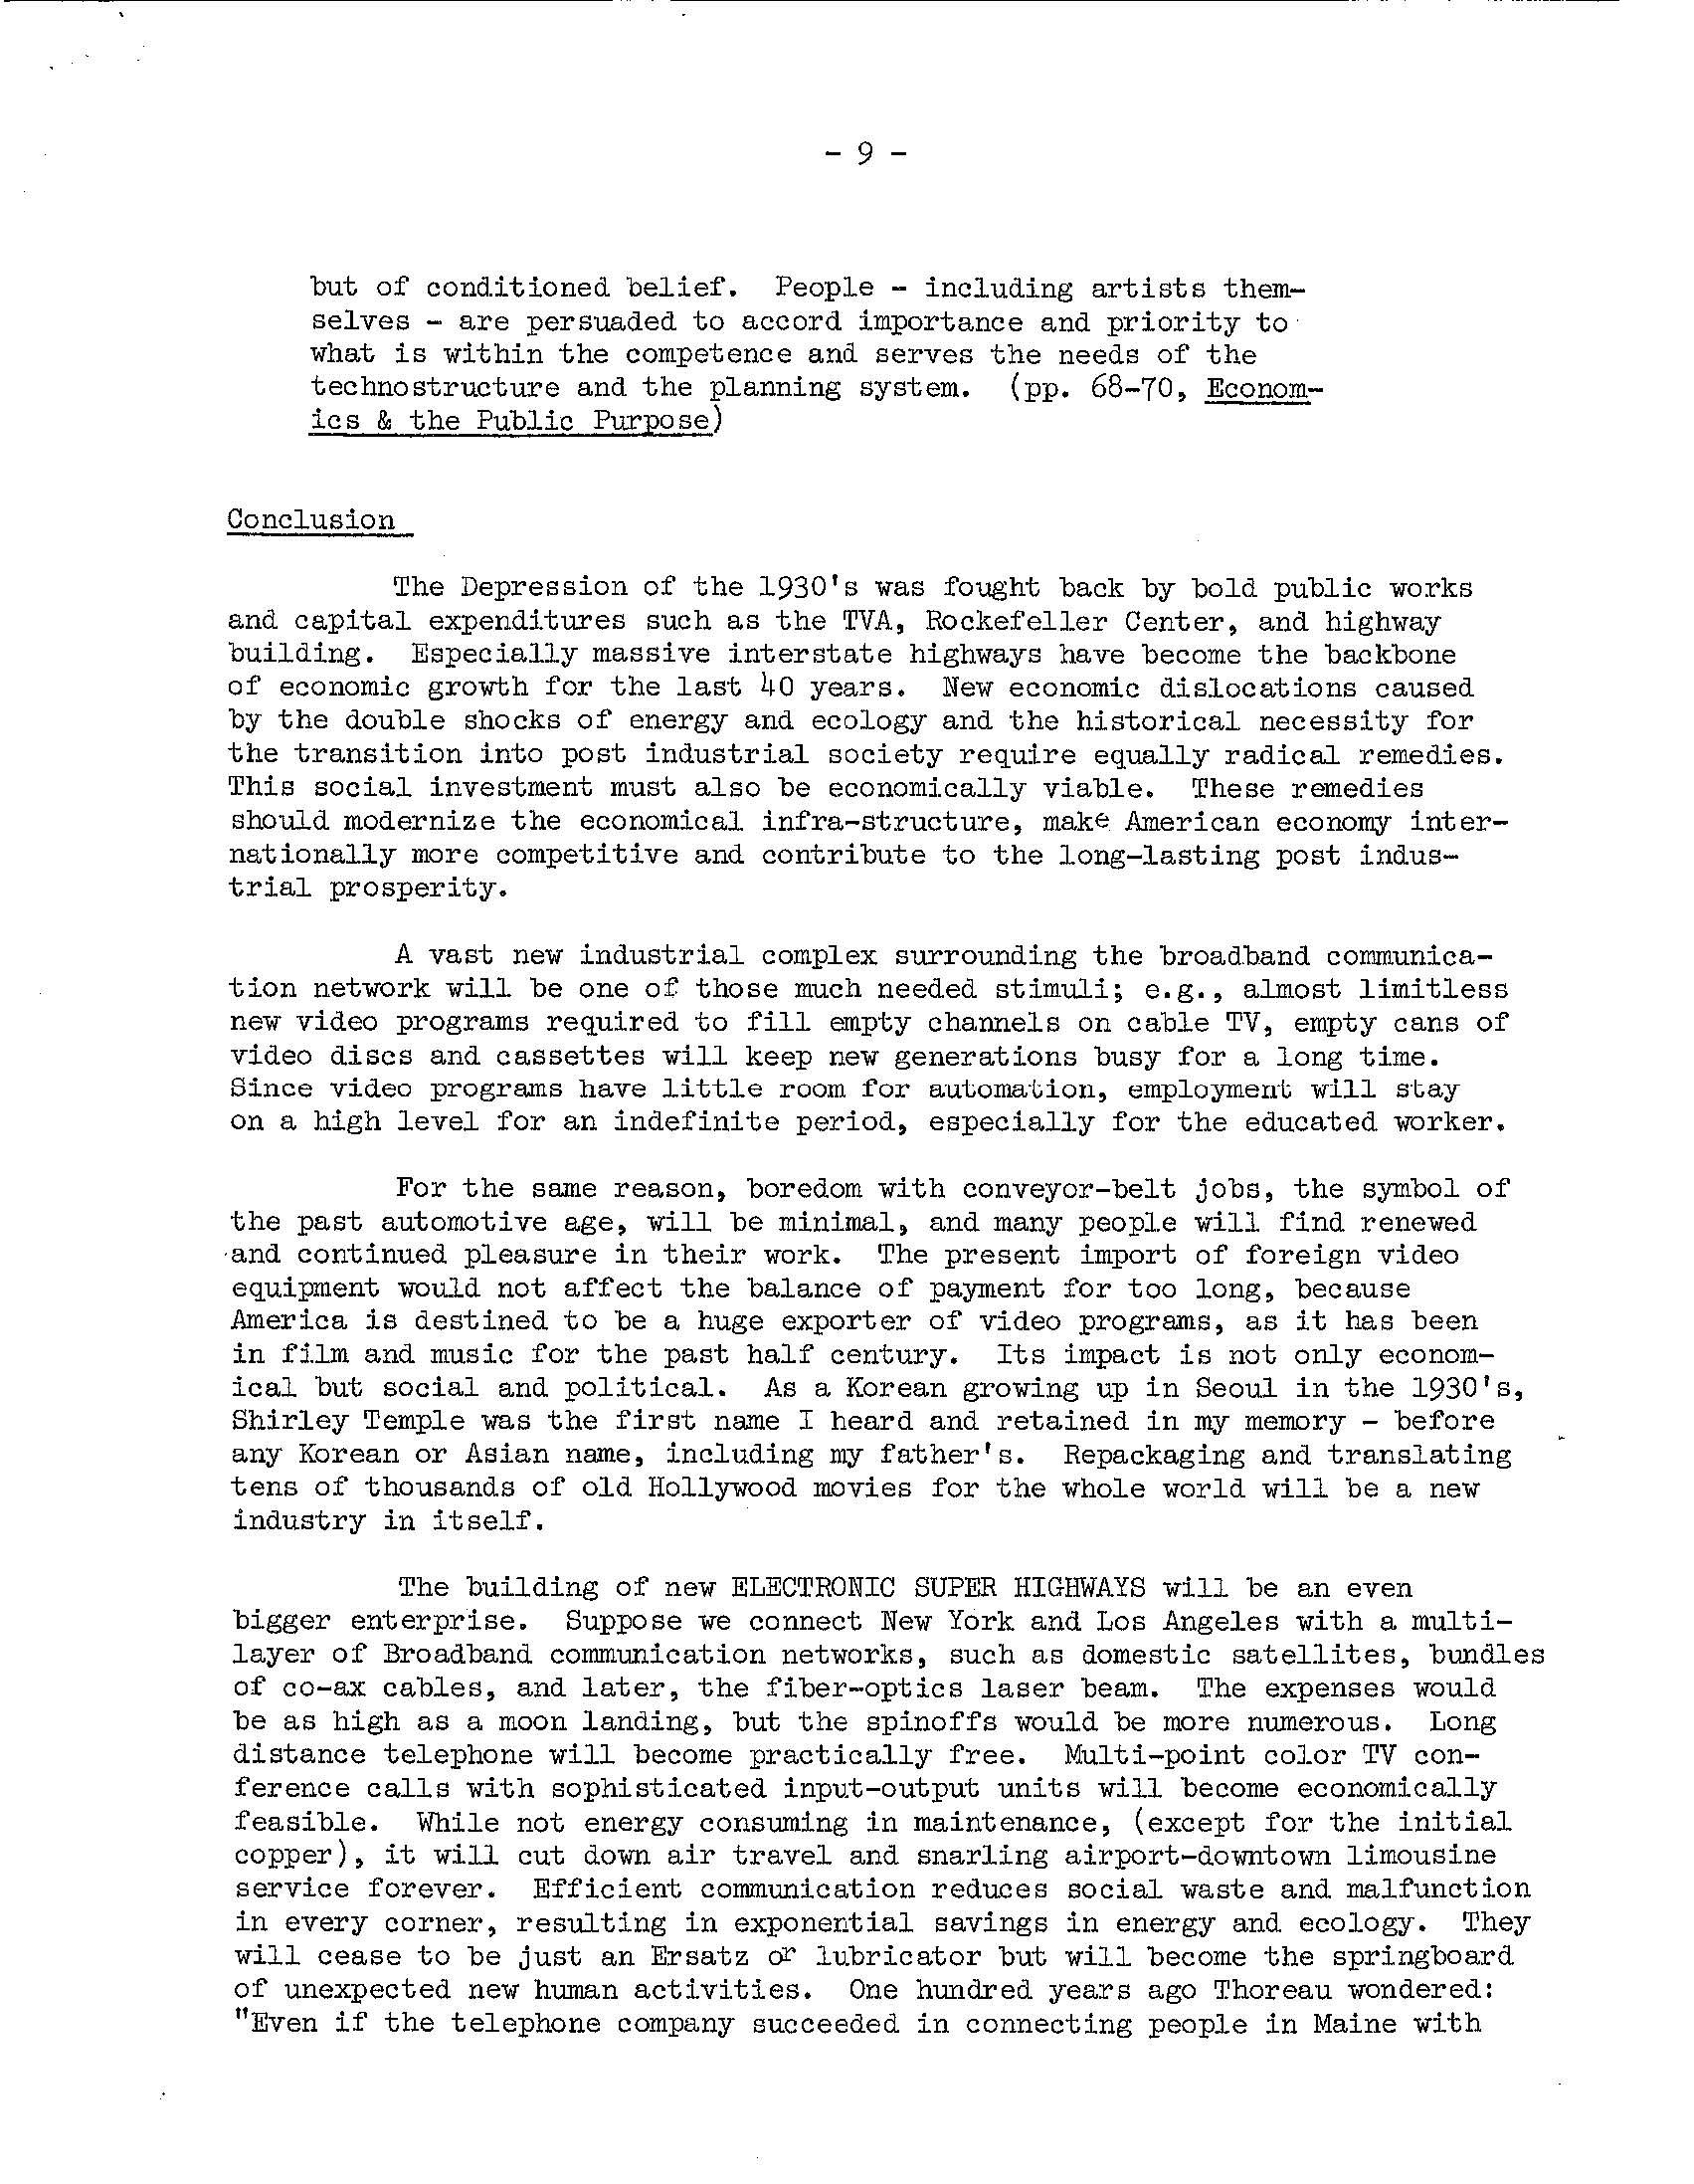 - 9 -
but of conditioned belief. People - including artists them-
selves - are persuaded to accord importance and priority to
what is within the competence and serves the needs of the
technostructure and the planning system. (pp. 68-70, Econom-
ics & the Public Purpose)
Conclusion
The Depression of the 1930's was fought back by bold public works
and capital expenditures such as the TVA, Rockefeller Center, and highway
building. Especially massive interstate highways have become the backbone
of economic growth for the last 40 years. New economic dislocations caused
by the double shocks of energy and ecology and the historical necessity for
the transition into post industrial society require equally radical remedies.
This social investment must also be economically viable. These remedies
should modernize the economical infra-structure, make American economy inter-
nationally more competitive and contribute to the long-lasting post indus-
trial prosperity.
A vast new industrial complex surrounding the broadband communica-
tion network will be one of those much needed stimuli; e.g., almost limitless
new video programs required to fill empty channels on cable TV, empty cans of
video discs and cassettes will keep new generations busy for a long time.
Since video programs have little room for automation, employment will stay
on a high level for an indefinite period, especially for the educated worker.
For the same reason, boredom with conveyor-belt jobs, the symbol of
the past automotive age, will be minimal, and many people will find renewed
and continued pleasure in their work. The present import of foreign video
equipment would not affect the balance of payment for too long, because
America is destined to be a huge exporter of video programs, as it has been
in film and music for the past half century. Its impact is not only econom-
ical but social and political. As a Korean growing up in Seoul in the 1930's,
Shirley Temple was the first name I heard and retained in my memory - before
any Korean or Asian name, including my father's. Repackaging and translating
tens of thousands of old Hollywood movies for the whole world will be a new
industry in itself.
The building of new ELECTRONIC SUPER HIGHWAYS will be an even
bigger enterprise. Suppose we connect New York and Los Angeles with a multi-
layer of Broadband communication networks, such as domestic satellites, bundles
of co-ax cables, and later, the fiber-optics laser beam. The expenses would
be as high as a moon landing, but the spinoffs would be more numerous. Long
distance telephone will become practically free. Multi-point color TV con-
ference calls with sophisticated input-output units will become economically
feasible. While not energy consuming in maintenance, (except for the initial
copper), it will cut down air travel and snarling airport-downtown limousine
service forever. Efficient communication reduces social waste and malfunction
in every corner, resulting in exponential savings in energy and ecology. They
will cease to be just an Ersatz or lubricator but will become the springboard
of unexpected new human activities. One hundred years ago Thoreau wondered:
"Even if the telephone company succeeded in connecting people in Maine with